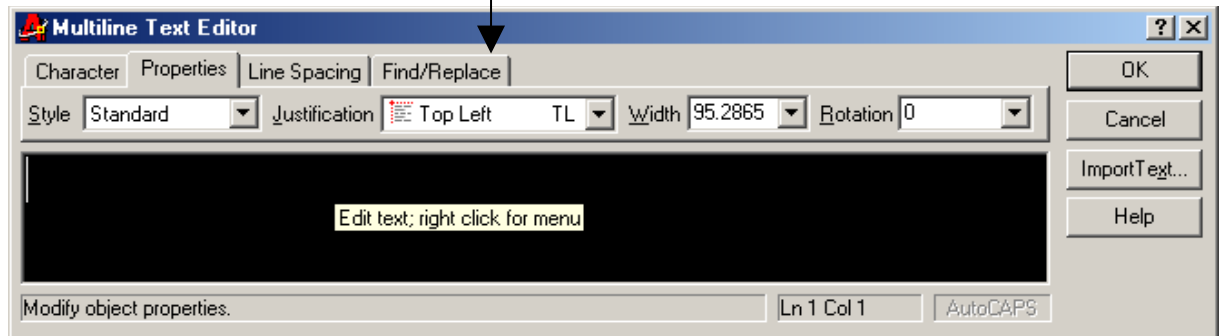 Multiline Text Editor ? X
Character Properties Line Spacing Find/Replace OK
Style Standard Justification Top Left TL Width 95.2865 Rotation 0 Cancel
ImportText...
Edit text; right click for menu Help
Modify object properties. Ln 1 Col 1 AutoCAPS